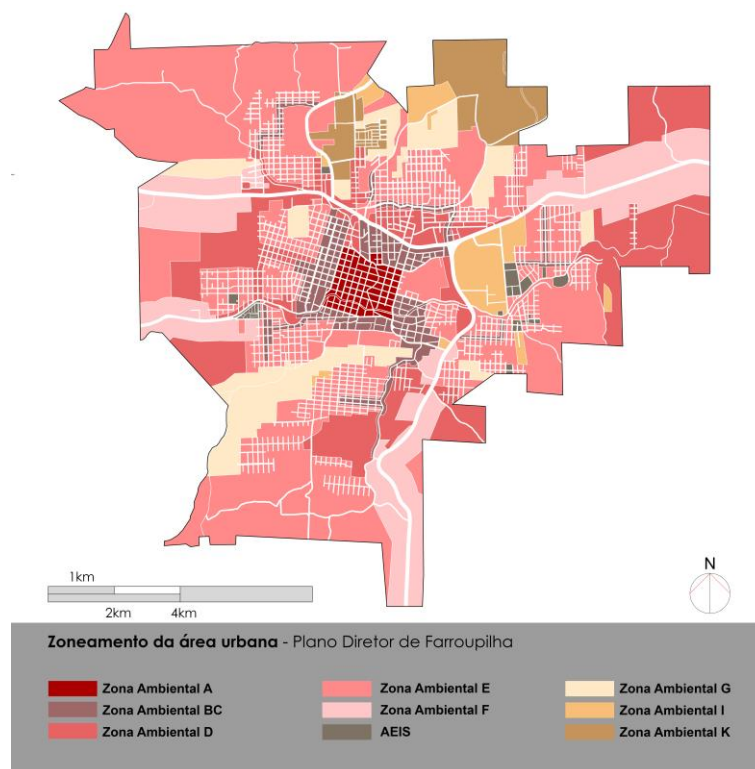 N
1km
2km 4km
Zoneamento da área urbana - Plano Diretor de Farroupilha
Zona Ambiental A Zona Ambiental E Zona Ambiental G
Zona Ambiental BC Zona Ambiental F Zona Ambiental I
Zona Ambiental D AEIS Zona Ambiental K